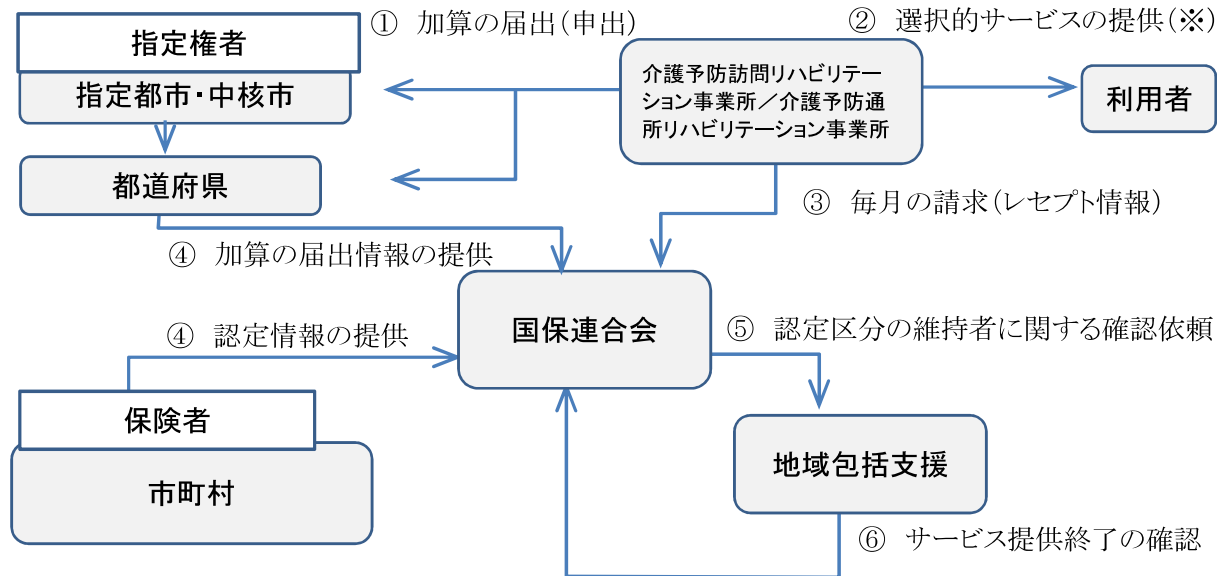 ① 加算の届出(申出)
② 選択的サービスの提供(※)
指定権者
指定都市・中核市
介護予防訪問リハビリテー
ション事業所／介護予防通
所リハビリテーション事業所
利用者
都道府県
③ 毎月の請求(レセプト情報)
④ 加算の届出情報の提供
国保連合会
④ 認定情報の提供
⑤ 認定区分の維持者に関する確認依頼
保険者
市町村
地域包括支援
⑥ サービス提供終了の確認